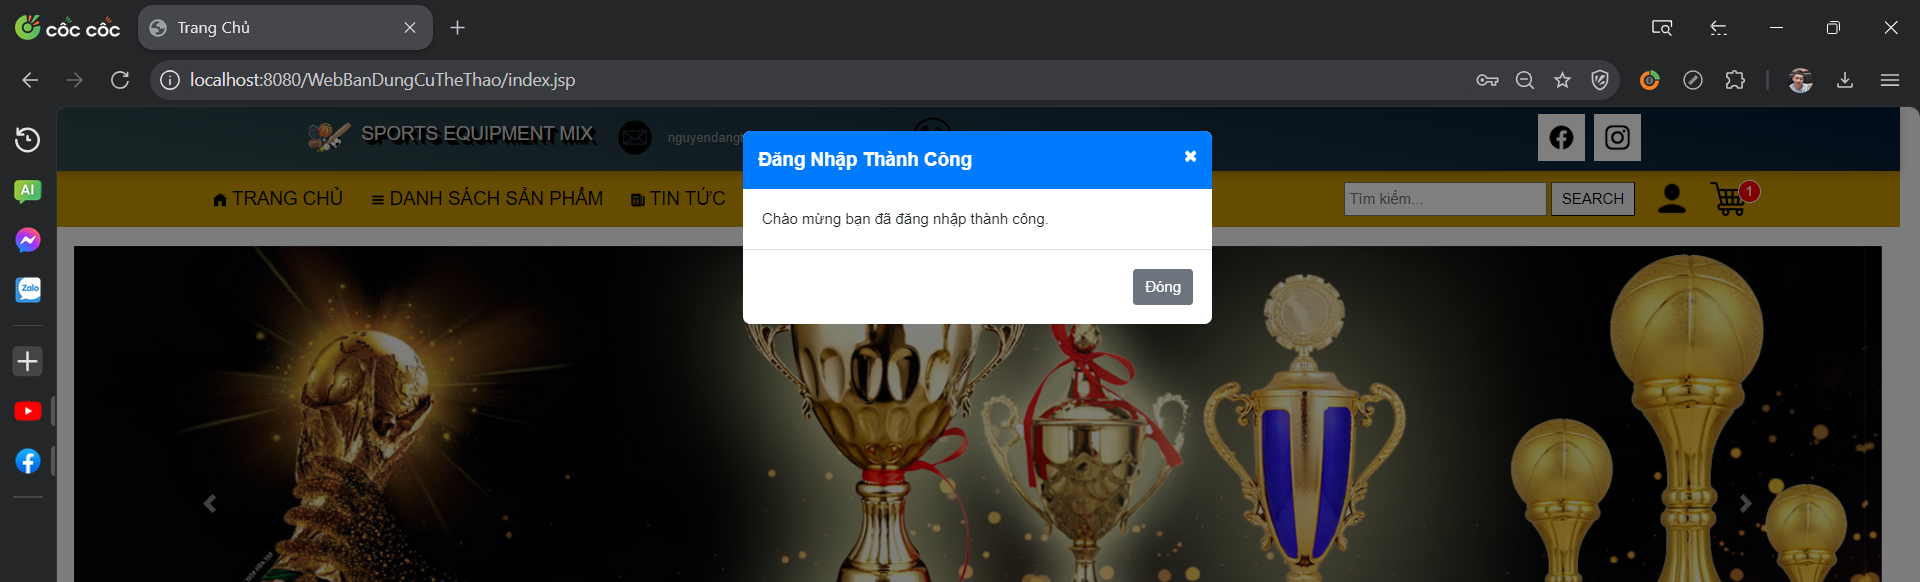 cốc cốc
Trang Chủ
localhost:8080/WebBanDungCuTheThao/index.jsp
AI
Zalo
SPORTS EQUIPMENT MIX
nguyendangt
Đăng Nhập Thành Công
Chào mừng bạn đã đăng nhập thành công.
Đóng
TRANG CHỦ
DANH SÁCH SẢN PHẨM
TIN TỨC
Tìm kiếm...
SEARCH
1